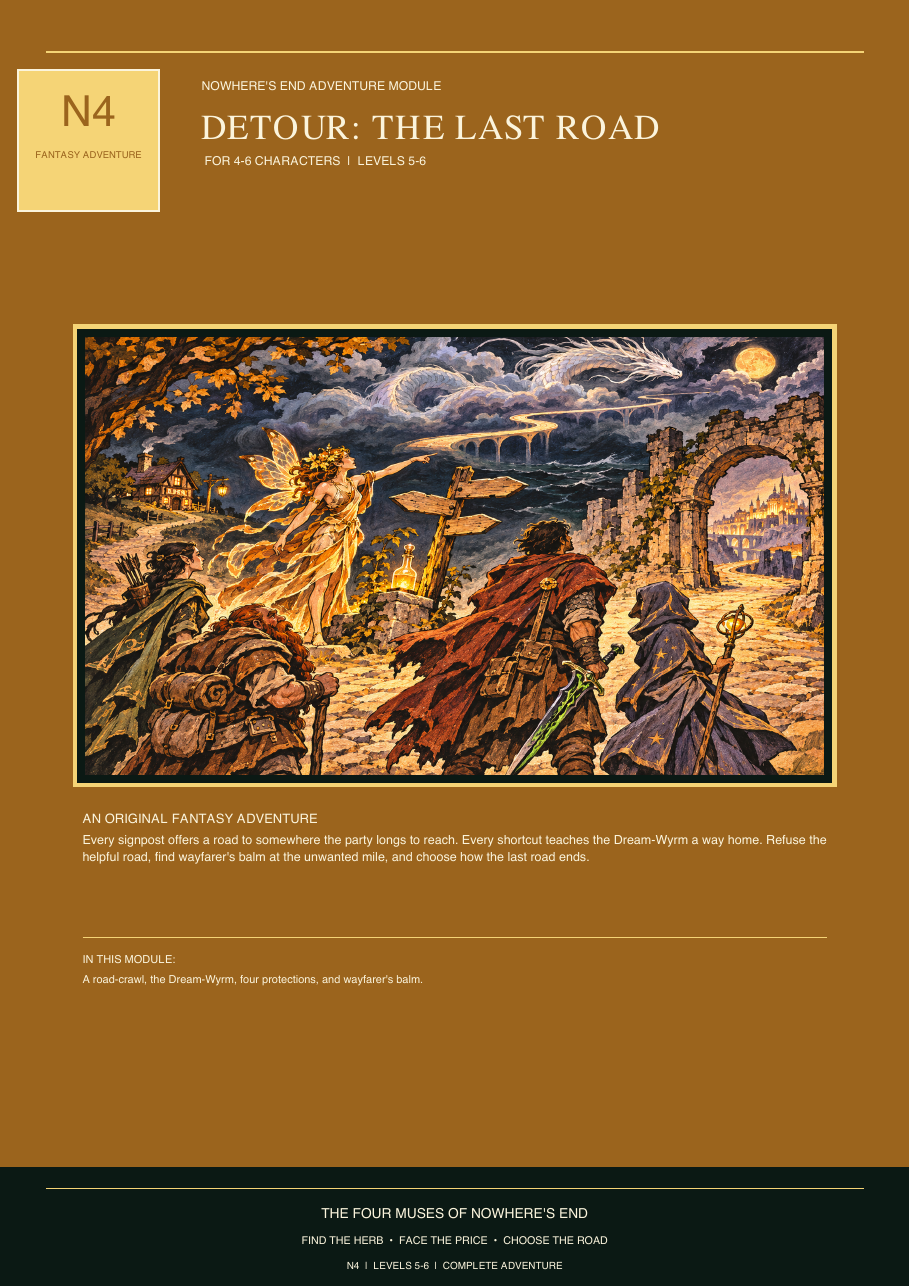 N4
FANTASY ADVENTURE
NOWHERE'S END ADVENTURE MODULE
DETOUR: THE LAST ROAD
FOR 4-6 CHARACTERS | LEVELS 5-6
AN ORIGINAL FANTASY ADVENTURE
Every signpost offers a road to somewhere the party longs to reach. Every shortcut teaches the Dream-Wyrm a way home. Refuse the
helpful road, find wayfarer's balm at the unwanted mile, and choose how the last road ends.
IN THIS MODULE:
A road-crawl, the Dream-Wyrm, four protections, and wayfarer's balm.
THE FOUR MUSES OF NOWHERE'S END
FIND THE HERB • FACE THE PRICE • CHOOSE THE ROAD
N4 | LEVELS 5-6 | COMPLETE ADVENTURE